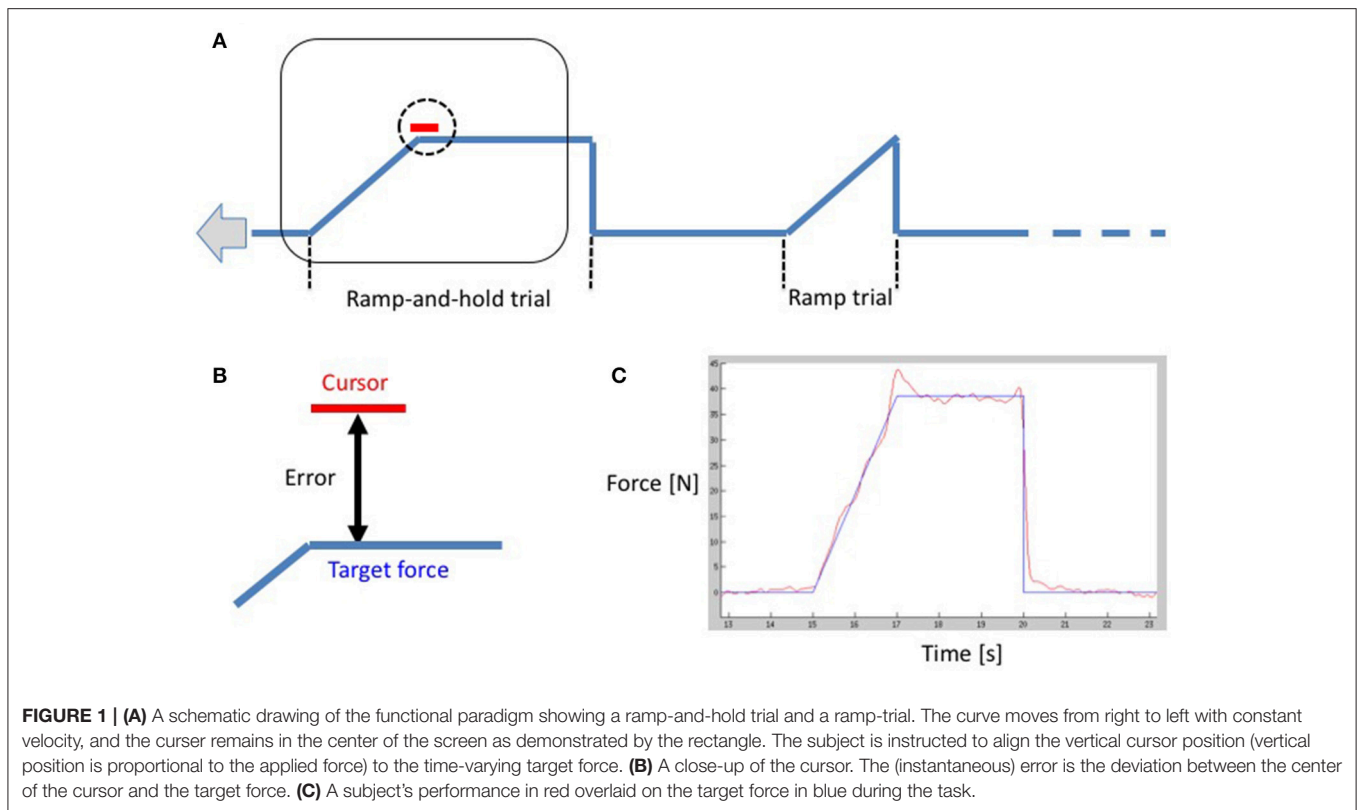 A
Ramp-and-hold trial
Ramp trial
B
Cursor
Error
Target force
C
Force [N]
45
40
35
30
25
20
15
10
5
0
13 14 15 16 17 18 19 20 21 22 23
Time [s]
FIGURE 1 | (A) A schematic drawing of the functional paradigm showing a ramp-and-hold trial and a ramp-trial. The curve moves from right to left with constant
velocity, and the curser remains in the center of the screen as demonstrated by the rectangle. The subject is instructed to align the vertical cursor position (vertical
position is proportional to the applied force) to the time-varying target force. (B) A close-up of the cursor. The (instantaneous) error is the deviation between the center
of the cursor and the target force. (C) A subject's performance in red overlaid on the target force in blue during the task.